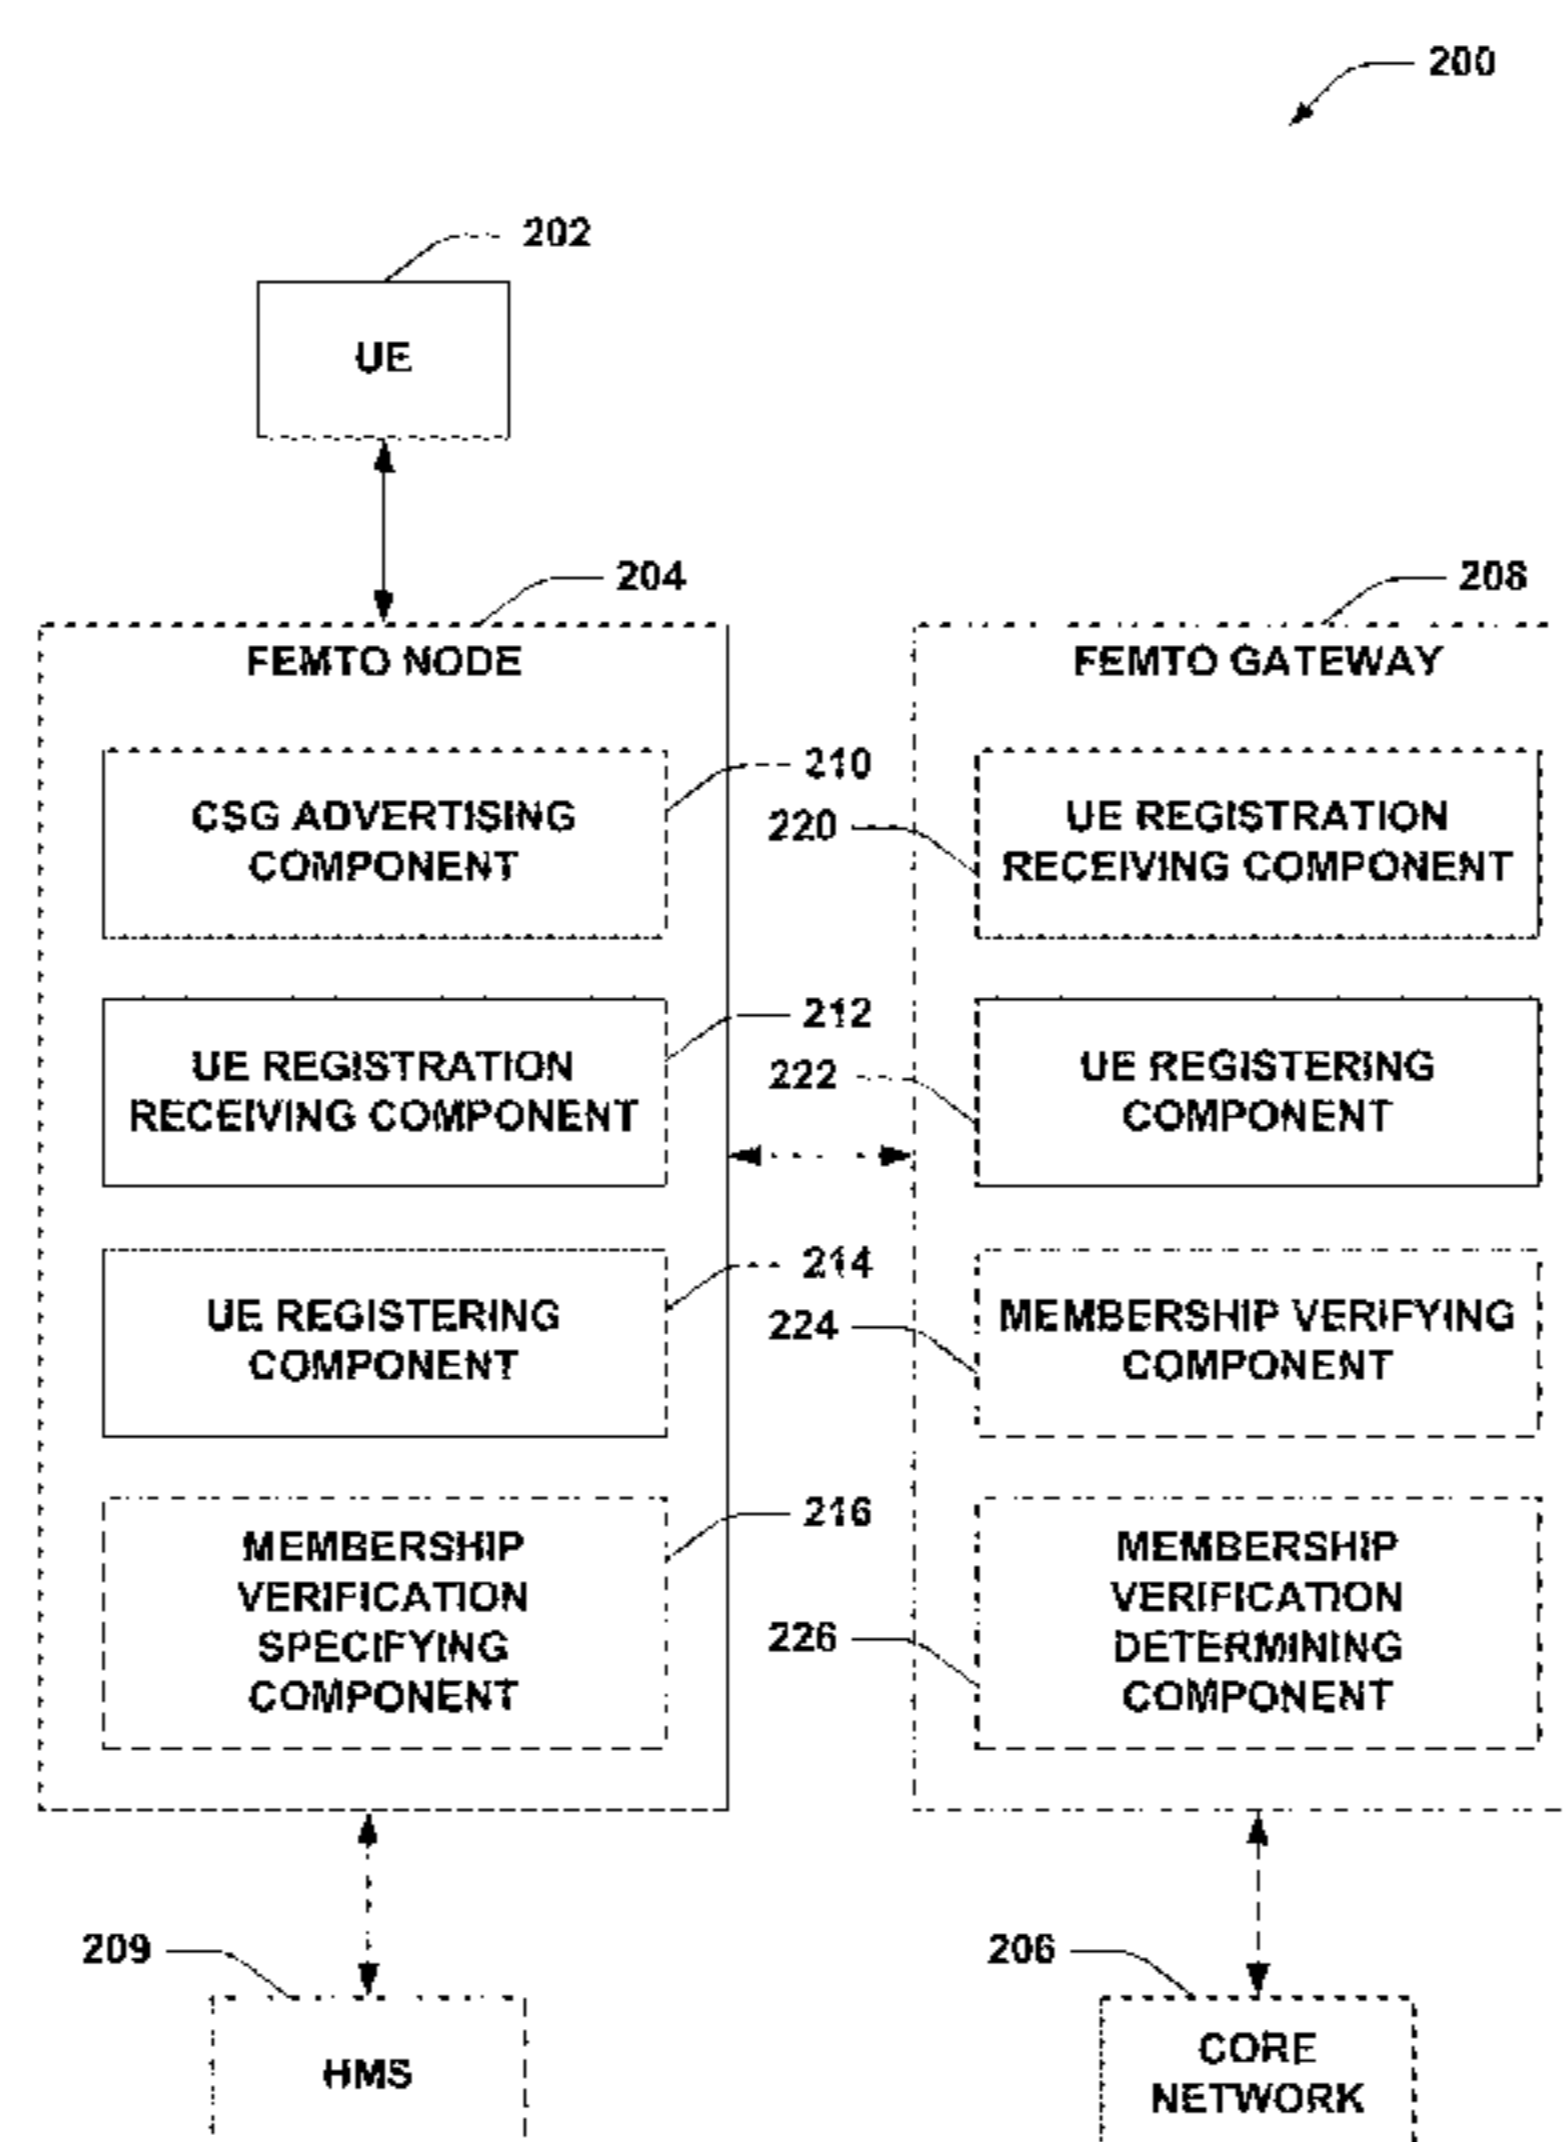 200
202
UE
204
FEMTO NODE
210
CSG ADVERTISING
COMPONENT
212
UE REGISTRATION
RECEIVING COMPONENT
214
UE REGISTERING
COMPONENT
216
MEMBERSHIP
VERIFICATION
SPECIFYING
COMPONENT
208
FEMTO GATEWAY
220
UE REGISTRATION
RECEIVING COMPONENT
222
UE REGISTERING
COMPONENT
224
MEMBERSHIP VERIFYING
COMPONENT
226
MEMBERSHIP
VERIFICATION
DETERMINING
COMPONENT
209
HMS
206
CORE
NETWORK